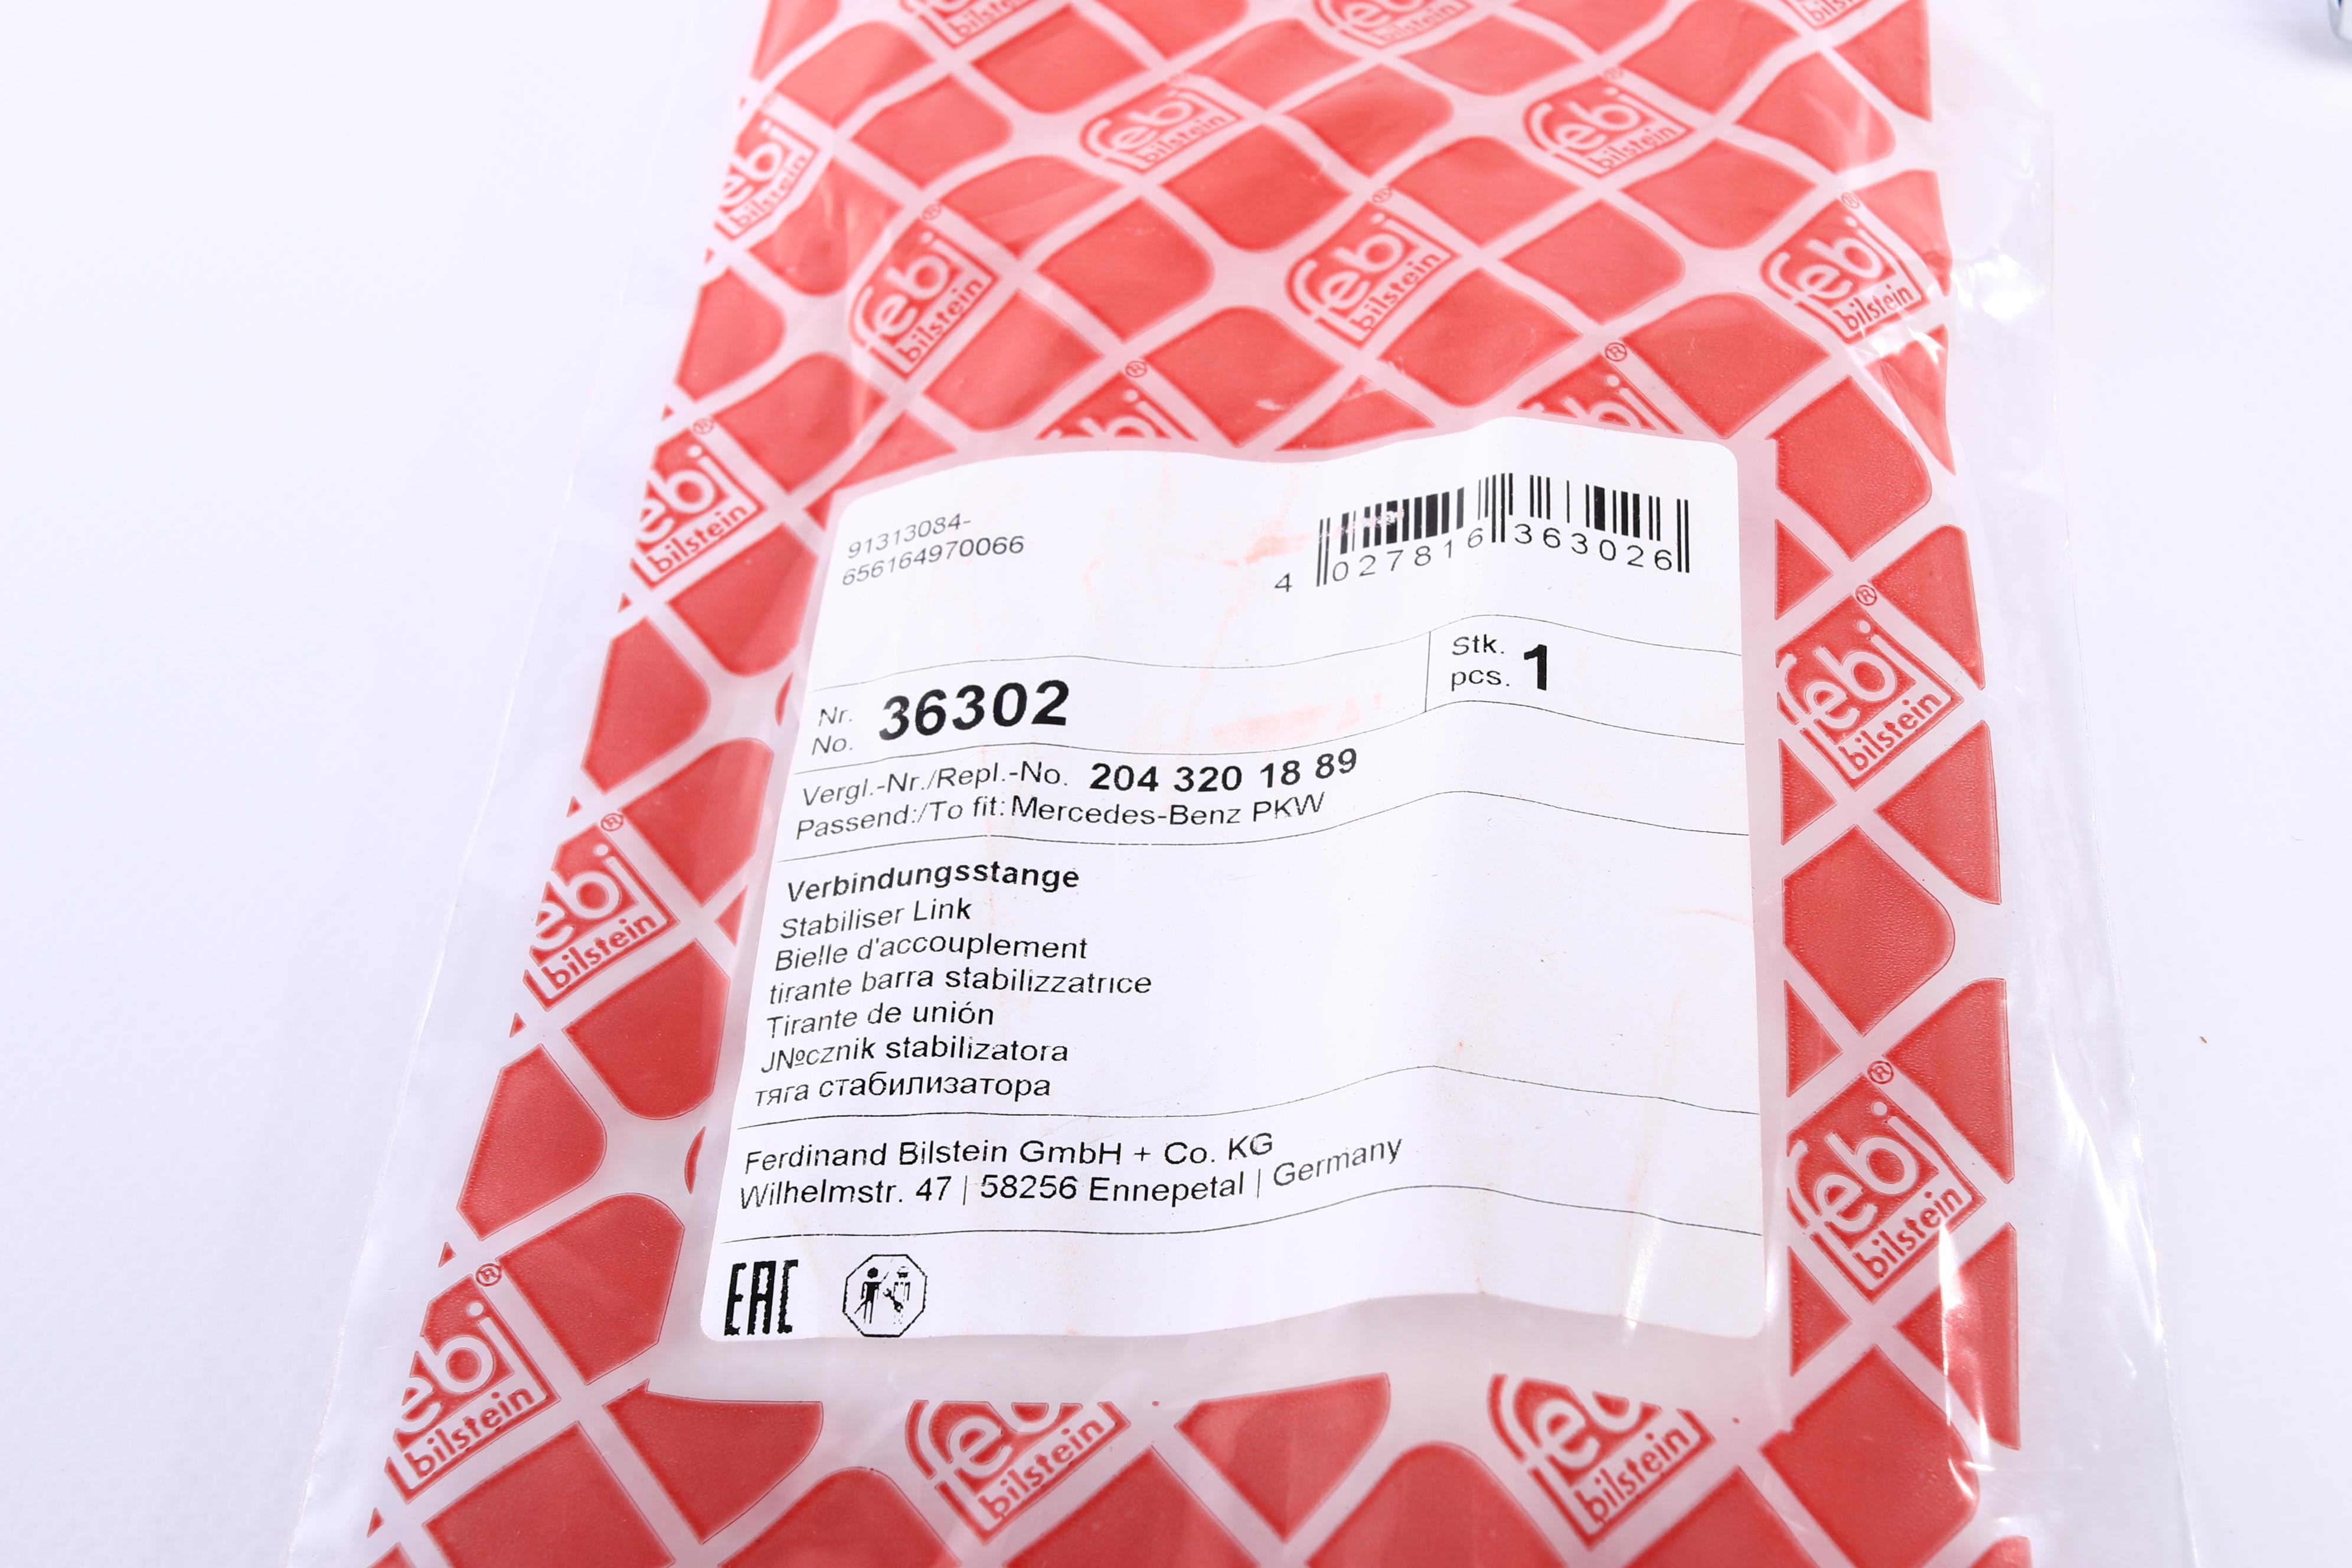 91313084-
656164970066
4 027816 363026
Nr.
No. 36302
Stk.
pcs. 1
Vergl.-Nr./Repl.-No. 204 320 18 89
Passend:/To fit: Mercedes-Benz PKW
Verbindungsstange
Stabiliser Link
Bielle d'accouplement
tirante barra stabilizzatrice
Tirante de unión
J№cznik stabilizatora
тяга стабилизатора
Ferdinand Bilstein GmbH + Co. KG
Wilhelmstr. 47 | 58256 Ennepetal | Germany
EAC
febi
bilstein